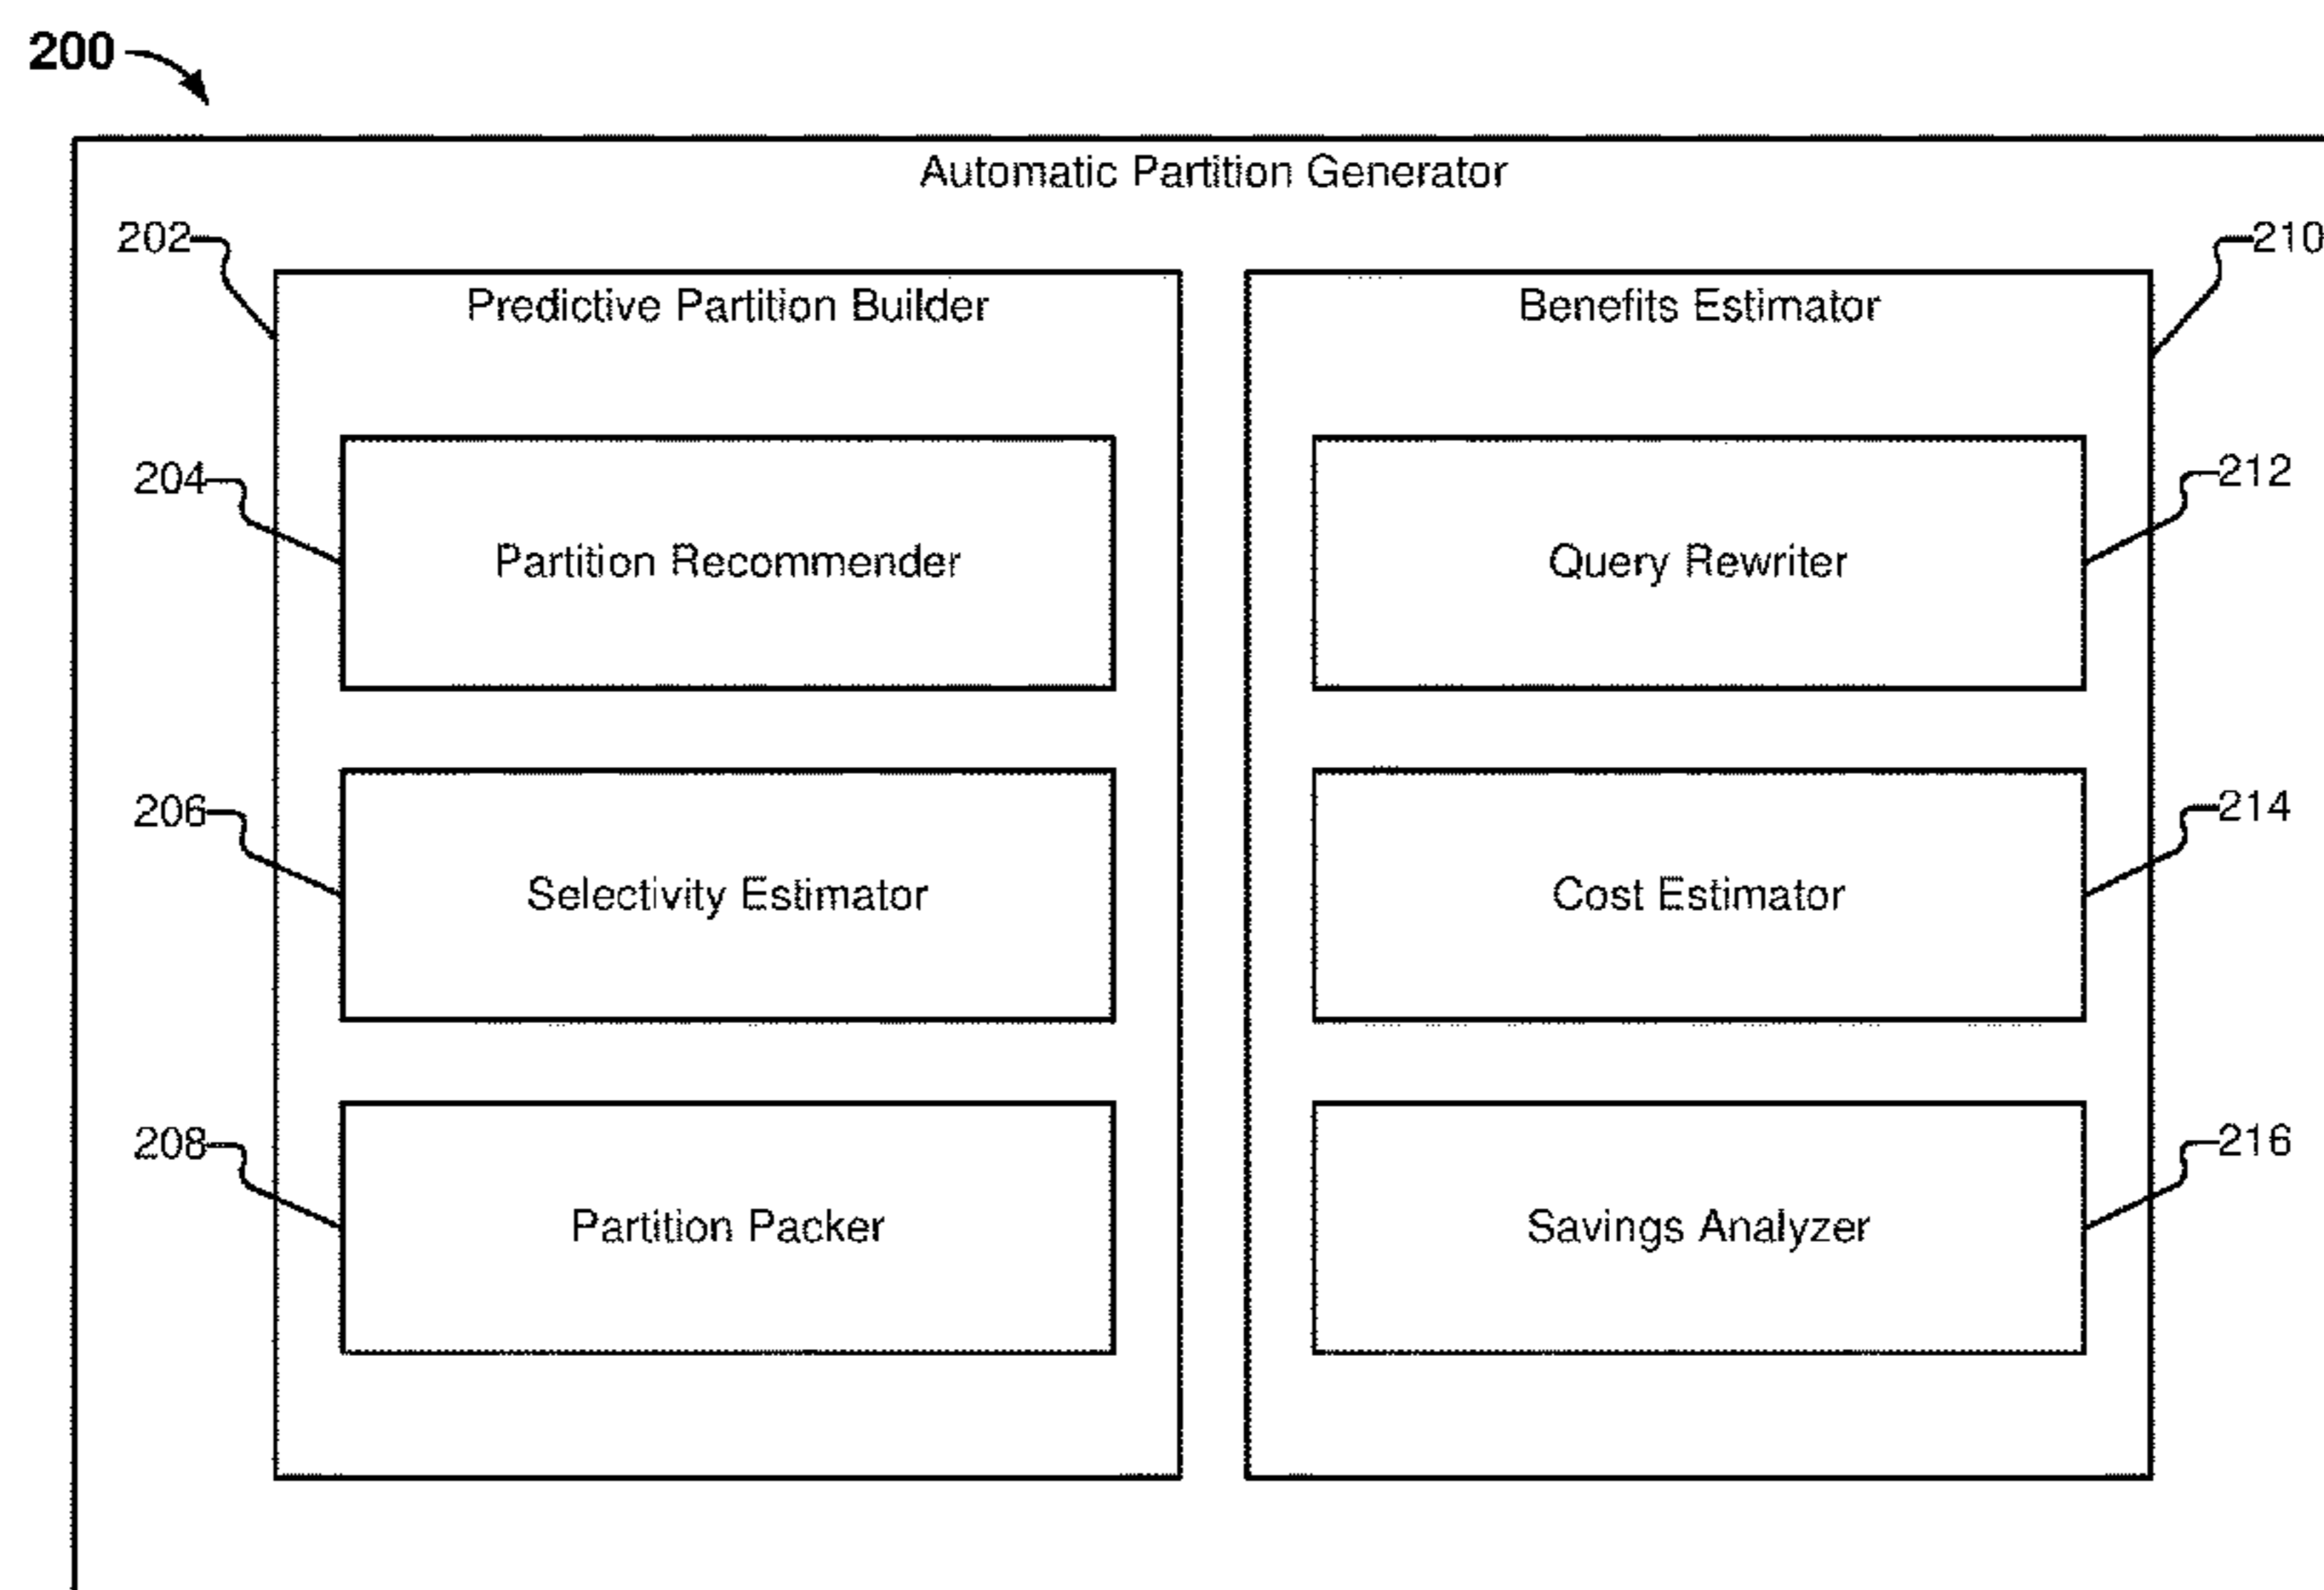 200
Automatic Partition Generator
202
210
Predictive Partition Builder
Benefits Estimator
204
Partition Recommender
Query Rewriter
212
206
Selectivity Estimator
Cost Estimator
214
208
Partition Packer
Savings Analyzer
216